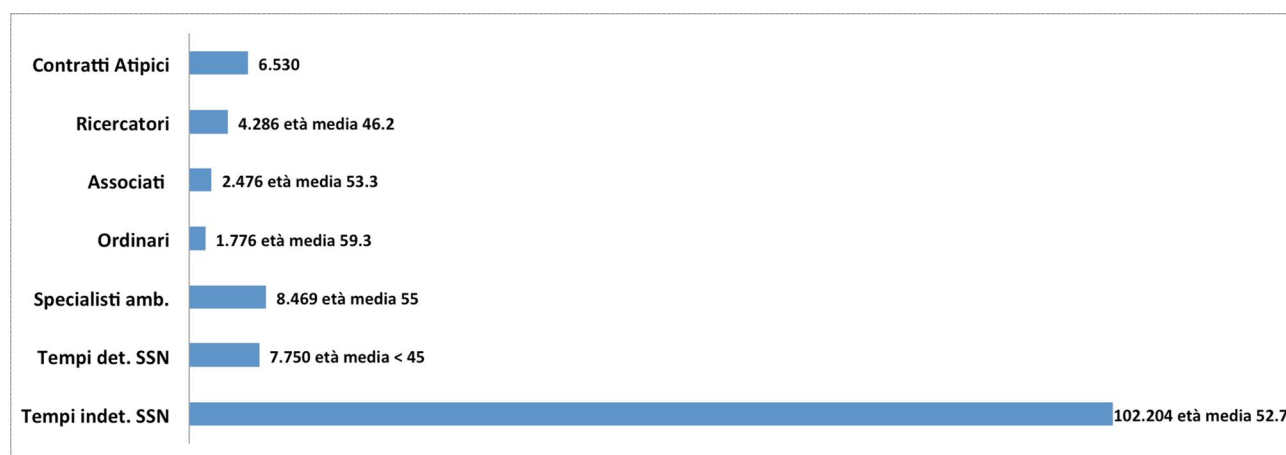 Contratti Atipici 6.530
Ricercatori 4.286 età media 46.2
Associati 2.476 età media 53.3
Ordinari 1.776 età media 59.3
Specialisti amb. 8.469 età media 55
Tempi det. SSN 7.750 età media < 45
Tempi indet. SSN 102.204 età media 52.7